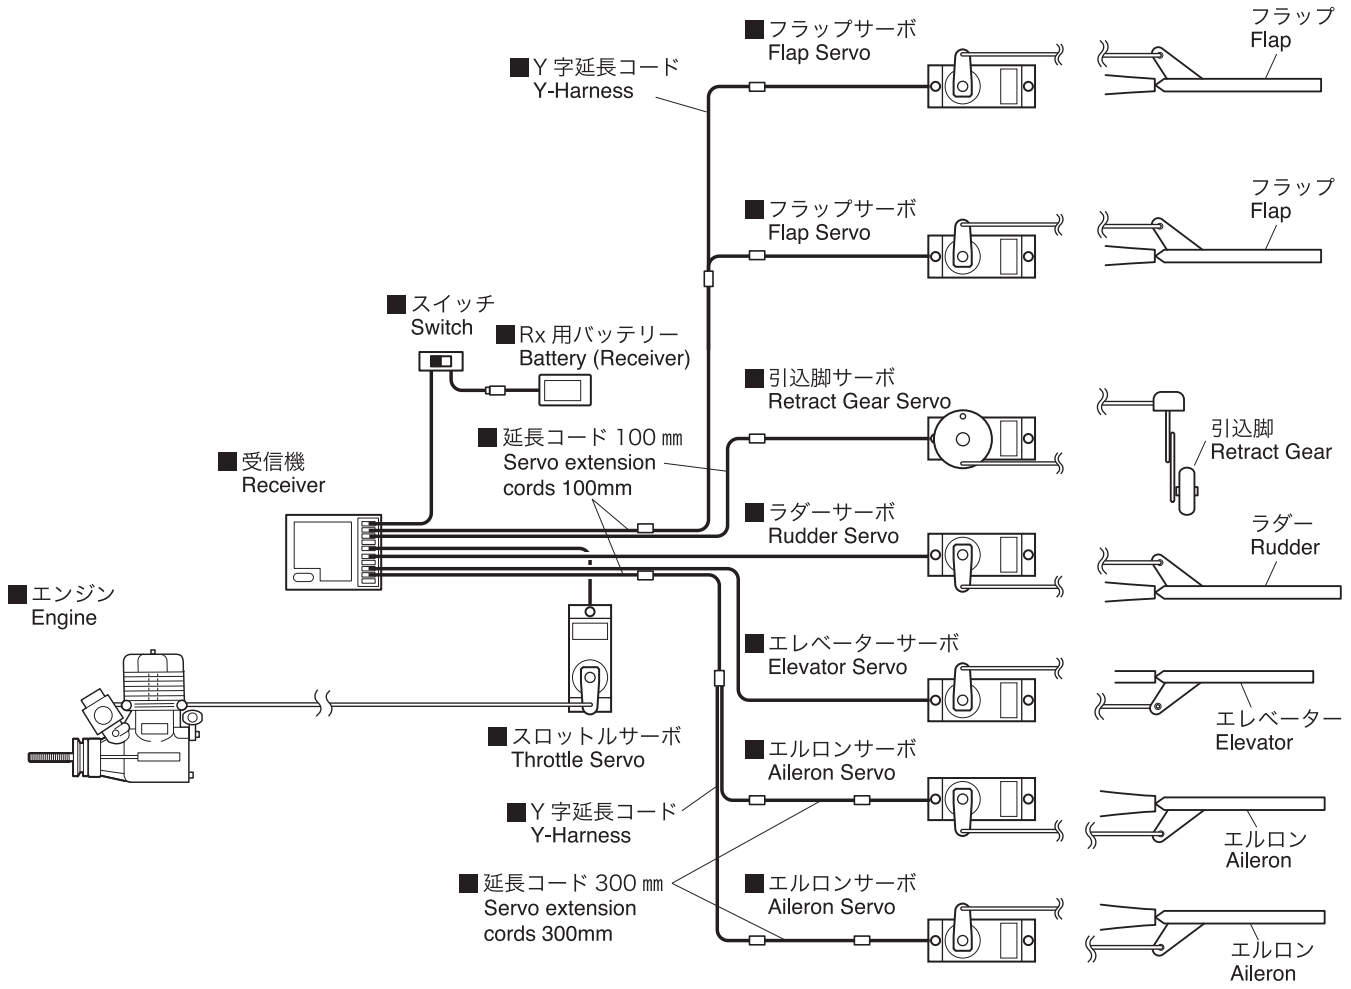 ■フラップサーボ
Flap Servo
フラップ
Flap
■Y 字延長コード
Y-Harness
■フラップサーボ
Flap Servo
フラップ
Flap
■スイッチ
Switch
■Rx 用バッテリー
Battery (Receiver)
■引込脚サーボ
Retract Gear Servo
引込脚
Retract Gear
■延長コード 100 ㎜
Servo extension
cords 100mm
■受信機
Receiver
■ラダーサーボ
Rudder Servo
ラダー
Rudder
■エンジン
Engine
■エレベーターサーボ
Elevator Servo
エレベーター
Elevator
■スロットルサーボ
Throttle Servo
■エルロンサーボ
Aileron Servo
エルロン
Aileron
■Y 字延長コード
Y-Harness
■延長コード 300 ㎜
Servo extension
cords 300mm
■エルロンサーボ
Aileron Servo
エルロン
Aileron